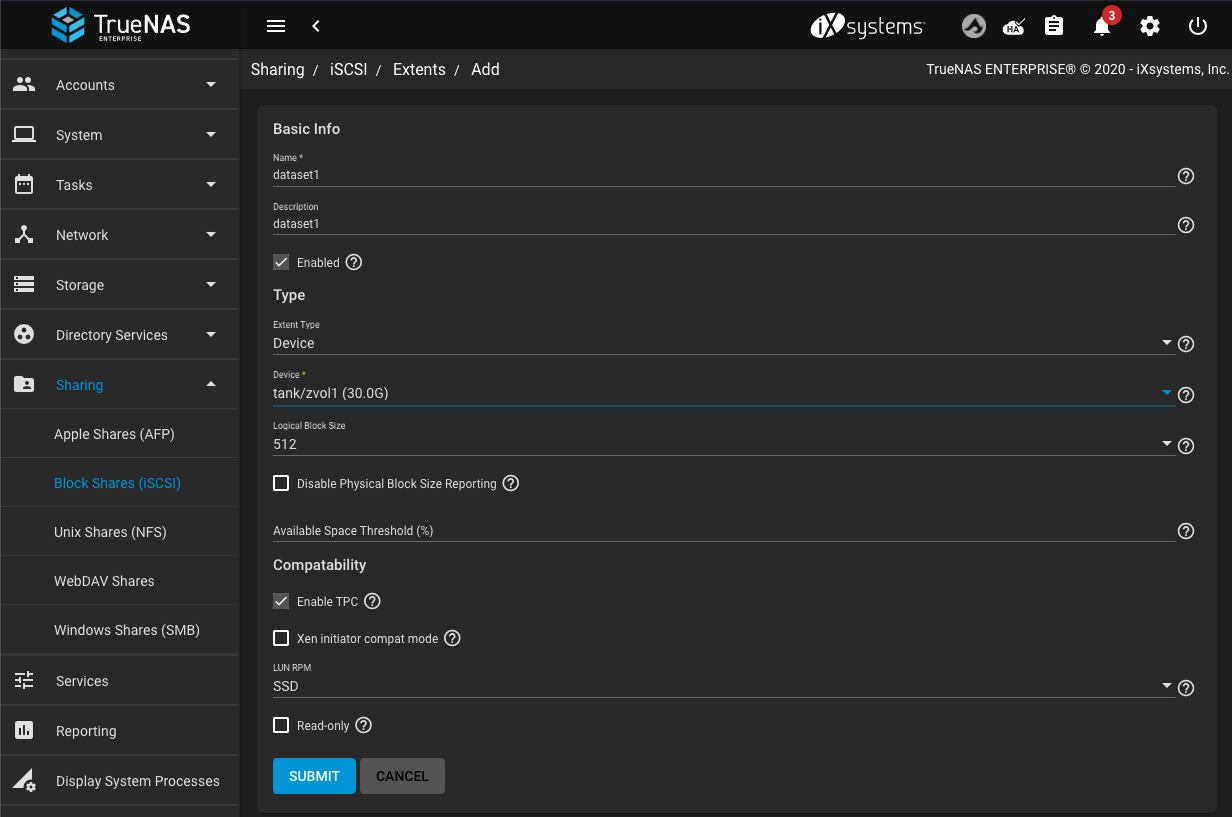 TrueNAS
ENTERPRISE
iXsystems
HA
3
Sharing / iSCSI / Extents / Add
TrueNAS ENTERPRISE® © 2020 - iXsystems, Inc.
Accounts
System
Tasks
Network
Storage
Directory Services
Sharing
Apple Shares (AFP)
Block Shares (iSCSI)
Unix Shares (NFS)
WebDAV Shares
Windows Shares (SMB)
Services
Reporting
Display System Processes
Basic Info
Name *
dataset1
Description
dataset1
Enabled
Type
Extent Type
Device
Device *
tank/zvol1 (30.0G)
Logical Block Size
512
Disable Physical Block Size Reporting
Available Space Threshold (%)
Compatability
Enable TPC
Xen initiator compat mode
LUN RPM
SSD
Read-only
SUBMIT CANCEL